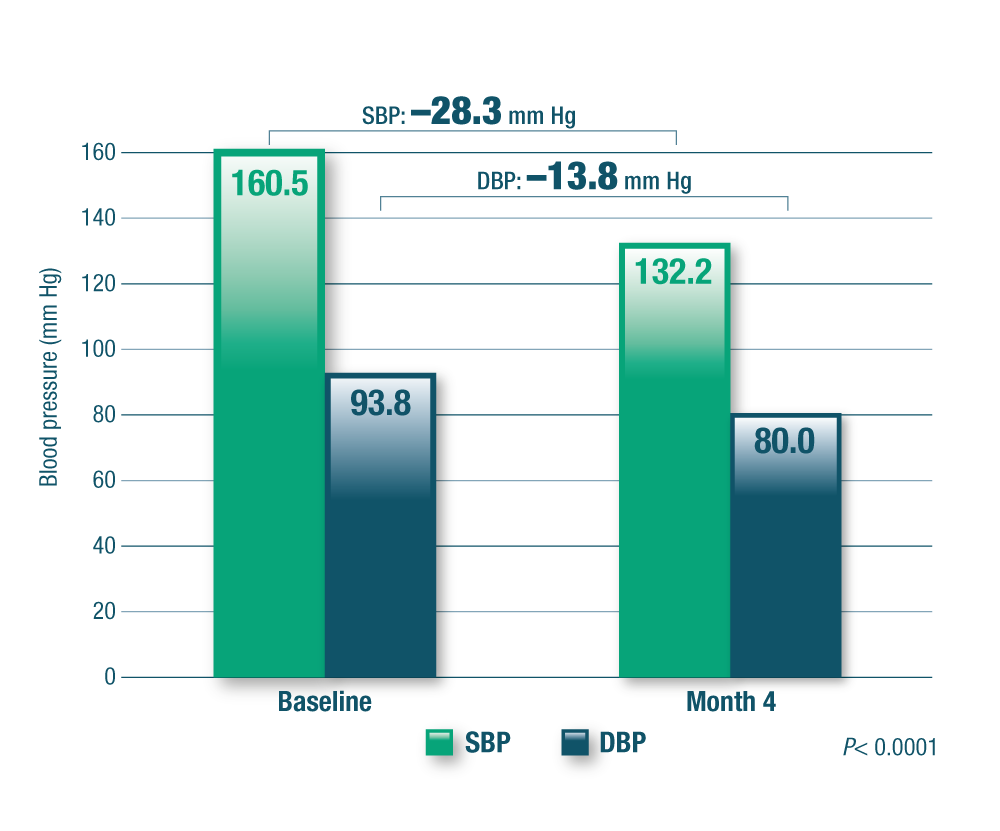 SBP: –28.3 mm Hg
DBP: –13.8 mm Hg
Blood pressure (mm Hg)
160
140
120
100
80
60
40
20
0
160.5
93.8
132.2
80.0
Baseline
Month 4
SBP
DBP
P< 0.0001